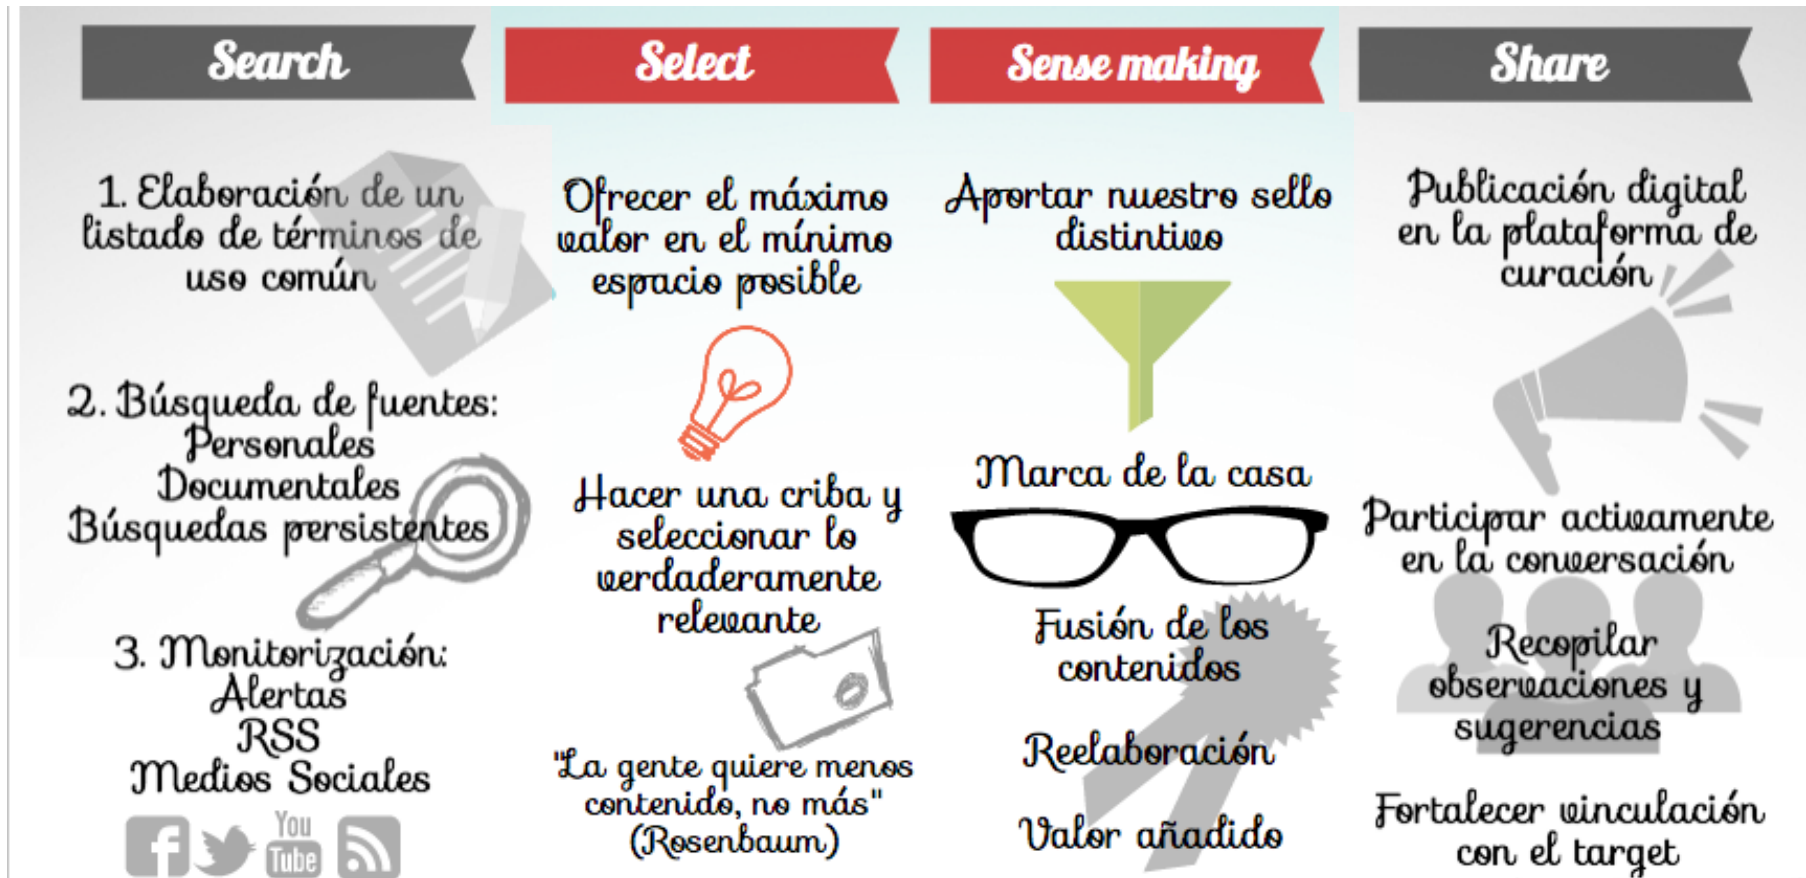 Search
1. Elaboración de un
listado de términos de
uso común
2. Búsqueda de fuentes:
Personales
Documentales
Búsquedas persistentes
3. Monitorización:
Alertas
RSS
Medios Sociales
f
You
Tube
Select
Ofrecer el máximo
valor en el mínimo
espacio posible
Hacer una criba y
seleccionar lo
verdaderamente
relevante
"La gente quiere menos
contenido, no más"
(Rosenbaum)
Sense making
Aportar nuestro sello
distintivo
Marca de la casa
Fusión de los
contenidos
Reelaboración
Valor añadido
Share
Publicación digital
en la plataforma de
curación
Participar activamente
en la conversación
Recopilar
observaciones y
sugerencias
Fortalecer vinculación
con el target